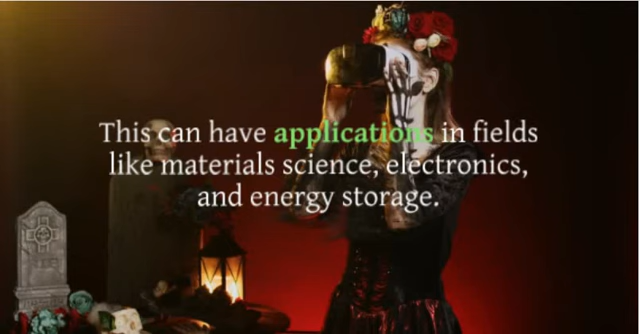 This can have applications in fields
like materials science, electronics,
and energy storage.